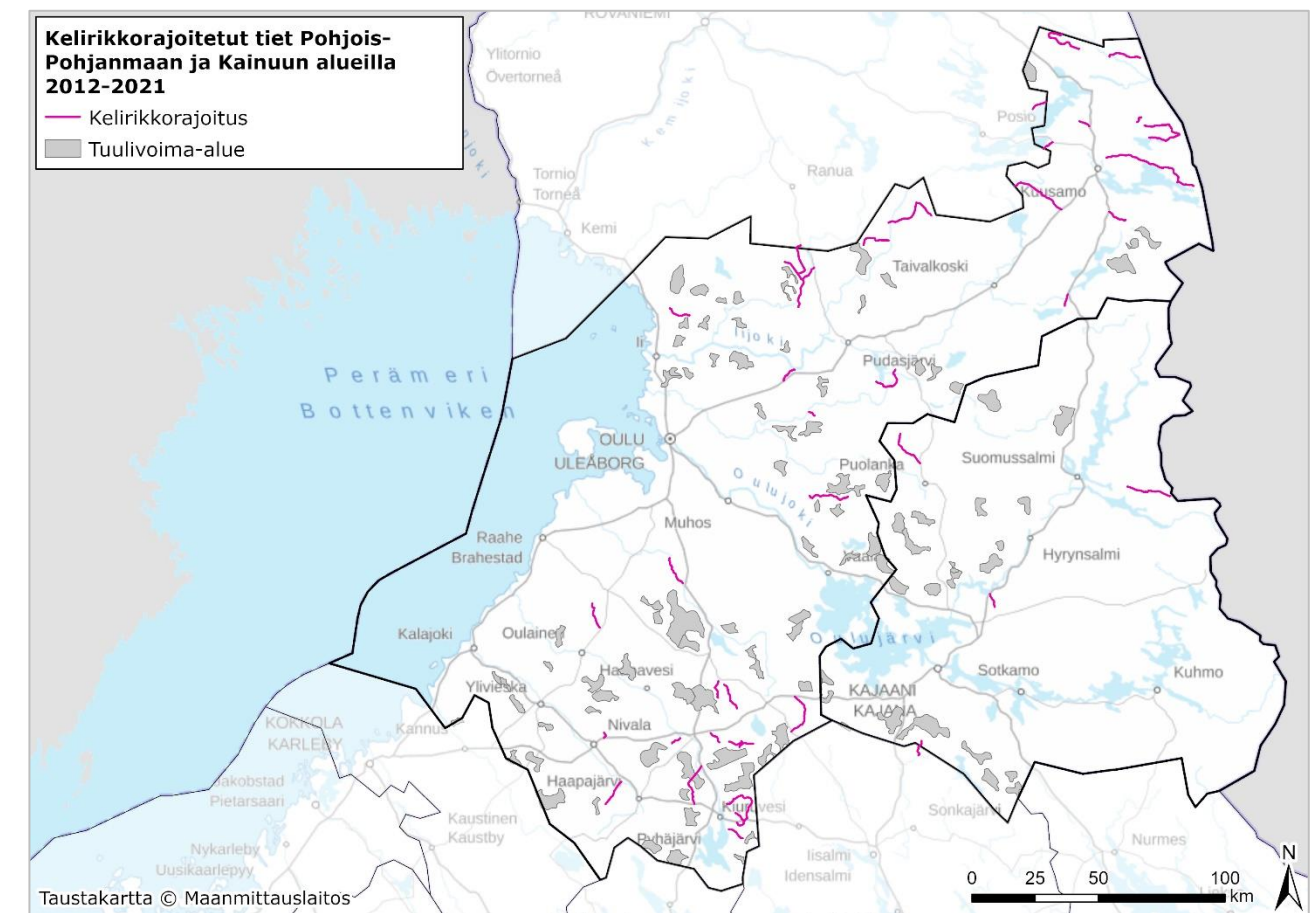 Kelirikkorajoitetut tiet Pohjois-
Pohjanmaan ja Kainuun alueilla
2012-2021
Kelirikkorajoitus
Tuulivoima-alue
ROVANIEMI
Ylitornio
Övertorneå
Kemijoki
Posio
Tornio
Torneå
Ranua
Kuusamo
Kemi
Taivalkoski
Ii
Iijoki
Pudasjärvi
Perämeri
Bottenviken
OULU
ULEÅBORG
Puolanka
Suomussalmi
Oulujoki
Muhos
Raahe
Brahestad
Hyrynsalmi
Kalajoki
Oulainen
Oulujärvi
Haapavesi
Sotkamo
Kuhmo
Ylivieska
KAJAANI
KAJANA
KOKKOLA
KARLEBY
Kannus
Nivala
Jakobstad
Pietarsaari
Haapajärvi
Kiuruvesi
Sonkajärvi
Kaustinen
Kaustby
Pyhäjärvi
Nurmes
Nykarleby
Uusikaarlepyy
Iisalmi
Idensalmi
N
0 25 50 100
km
Taustakartta © Maanmittauslaitos